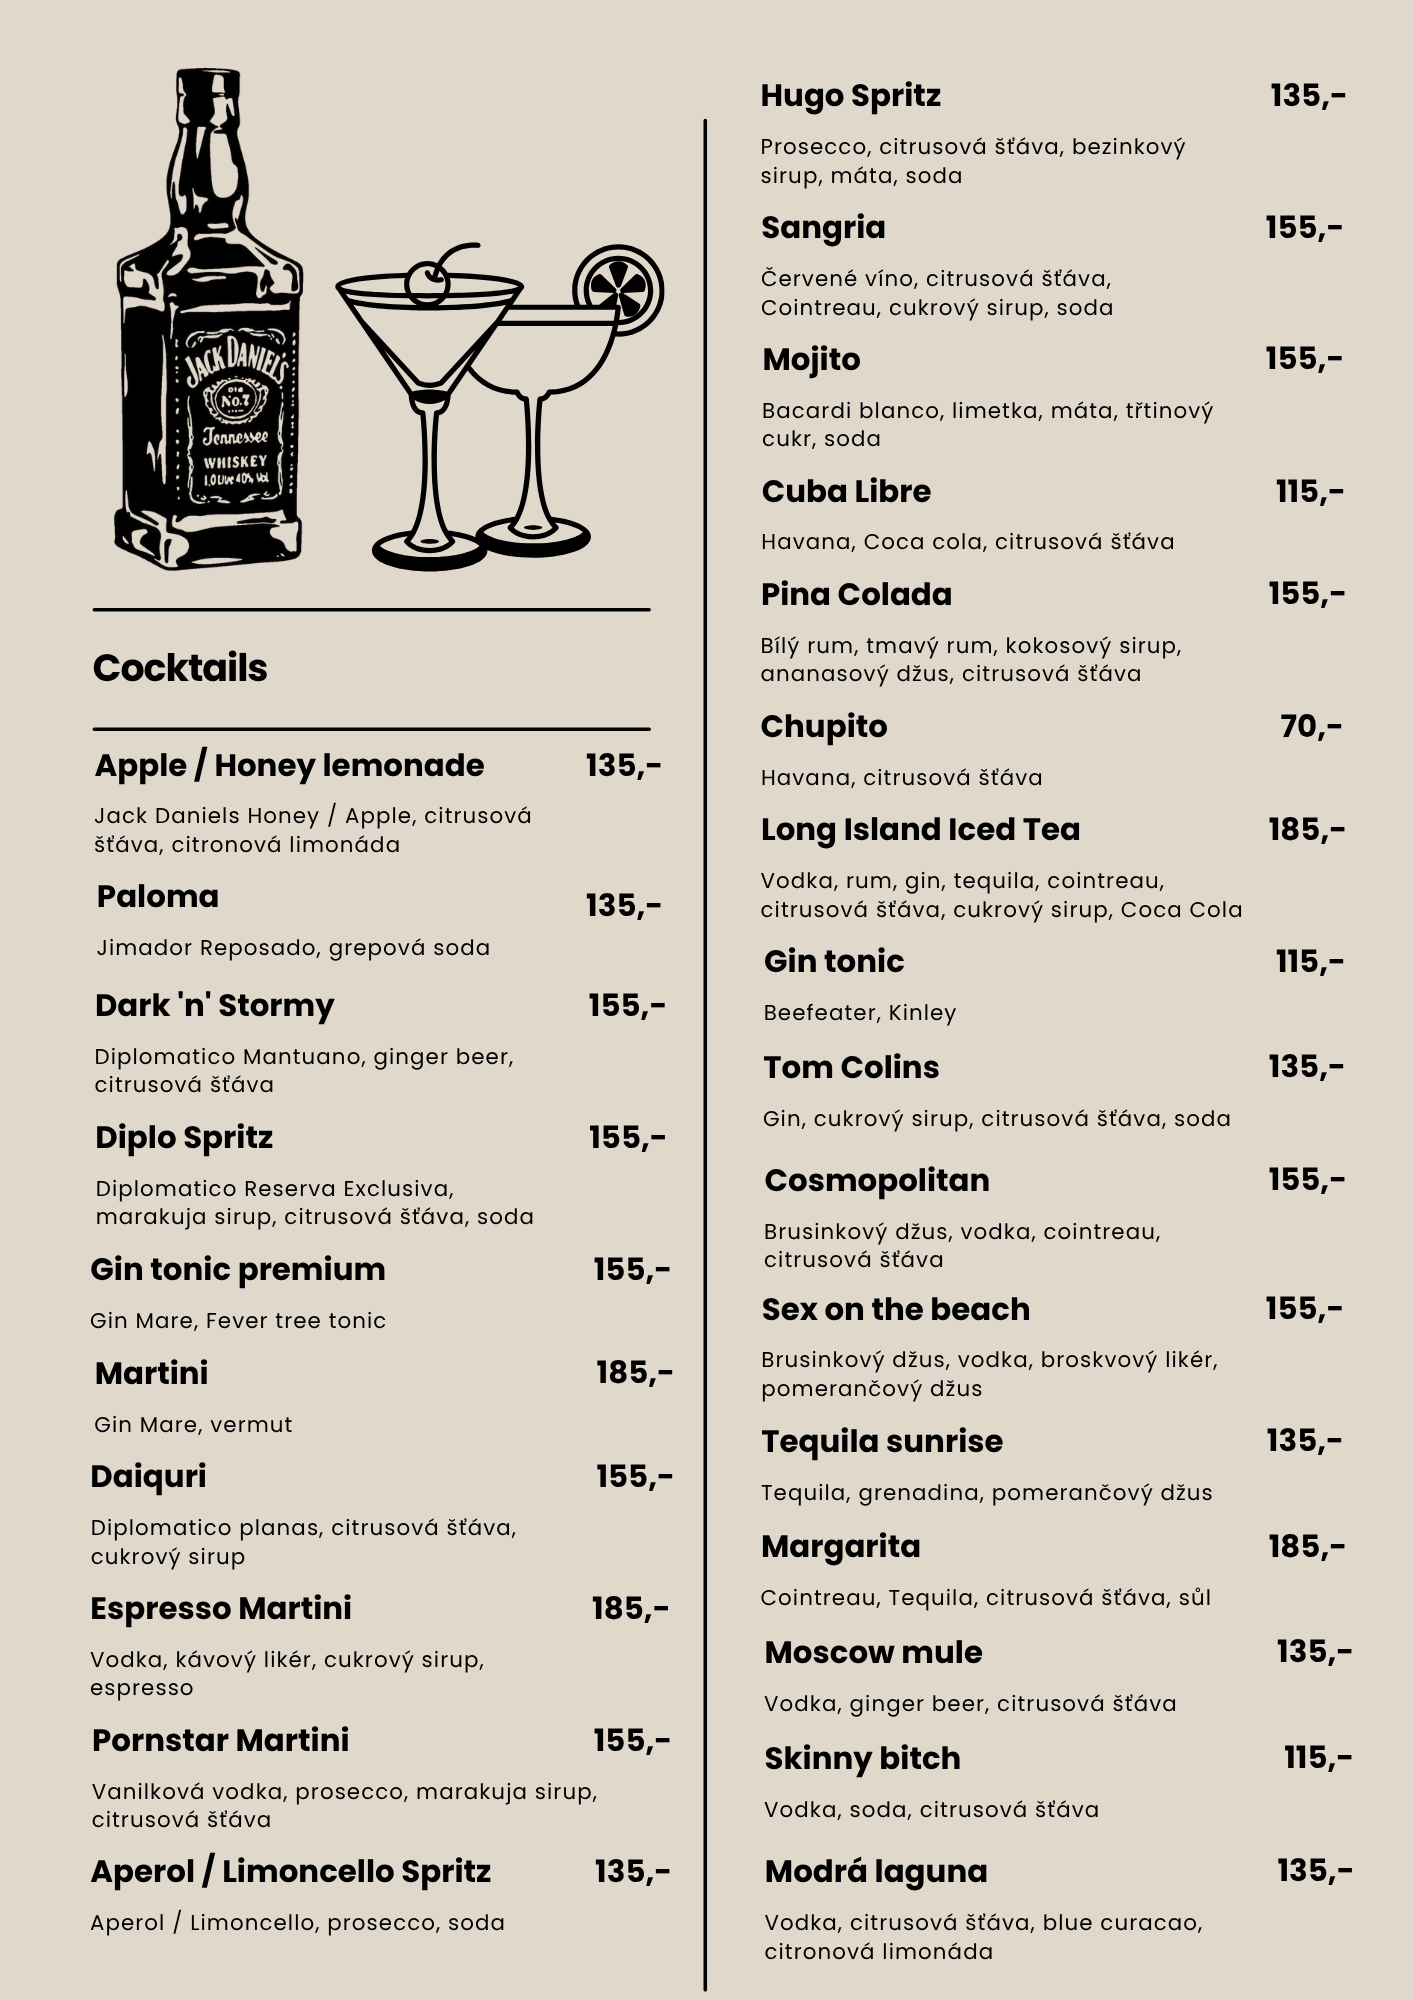 JACK DANIEL'S
Old
No.7
Tennessee
WHISKEY
40% Vol
Cocktails
Apple / Honey lemonade 135,-
Jack Daniels Honey / Apple, citrusová
šťáva, citronová limonáda
Paloma 135,-
Jimador Reposado, grepová soda
Dark 'n' Stormy 155,-
Diplomatico Mantuano, ginger beer,
citrusová šťáva
Diplo Spritz 155,-
Diplomatico Reserva Exclusiva,
marakuja sirup, citrusová šťáva, soda
Gin tonic premium 155,-
Gin Mare, Fever tree tonic
Martini 185,-
Gin Mare, vermut
Daiquri 155,-
Diplomatico planas, citrusová šťáva,
cukrový sirup
Espresso Martini 185,-
Vodka, kávový likér, cukrový sirup,
espresso
Pornstar Martini 155,-
Vanilková vodka, prosecco, marakuja sirup,
citrusová šťáva
Aperol / Limoncello Spritz 135,-
Aperol / Limoncello, prosecco, soda
Hugo Spritz 135,-
Prosecco, citrusová šťáva, bezinkový
sirup, máta, soda
Sangria 155,-
Červené víno, citrusová šťáva,
Cointreau, cukrový sirup, soda
Mojito 155,-
Bacardi blanco, limetka, máta, třtinový
cukr, soda
Cuba Libre 115,-
Havana, Coca cola, citrusová šťáva
Pina Colada 155,-
Bílý rum, tmavý rum, kokosový sirup,
ananasový džus, citrusová šťáva
Chupito 70,-
Havana, citrusová šťáva
Long Island Iced Tea 185,-
Vodka, rum, gin, tequila, cointreau,
citrusová šťáva, cukrový sirup, Coca Cola
Gin tonic 115,-
Beefeater, Kinley
Tom Colins 135,-
Gin, cukrový sirup, citrusová šťáva, soda
Cosmopolitan 155,-
Brusinkový džus, vodka, cointreau,
citrusová šťáva
Sex on the beach 155,-
Brusinkový džus, vodka, broskvový likér,
pomerančový džus
Tequila sunrise 135,-
Tequila, grenadina, pomerančový džus
Margarita 185,-
Cointreau, Tequila, citrusová šťáva, sůl
Moscow mule 135,-
Vodka, ginger beer, citrusová šťáva
Skinny bitch 115,-
Vodka, soda, citrusová šťáva
Modrá laguna 135,-
Vodka, citrusová šťáva, blue curacao,
citronová limonáda